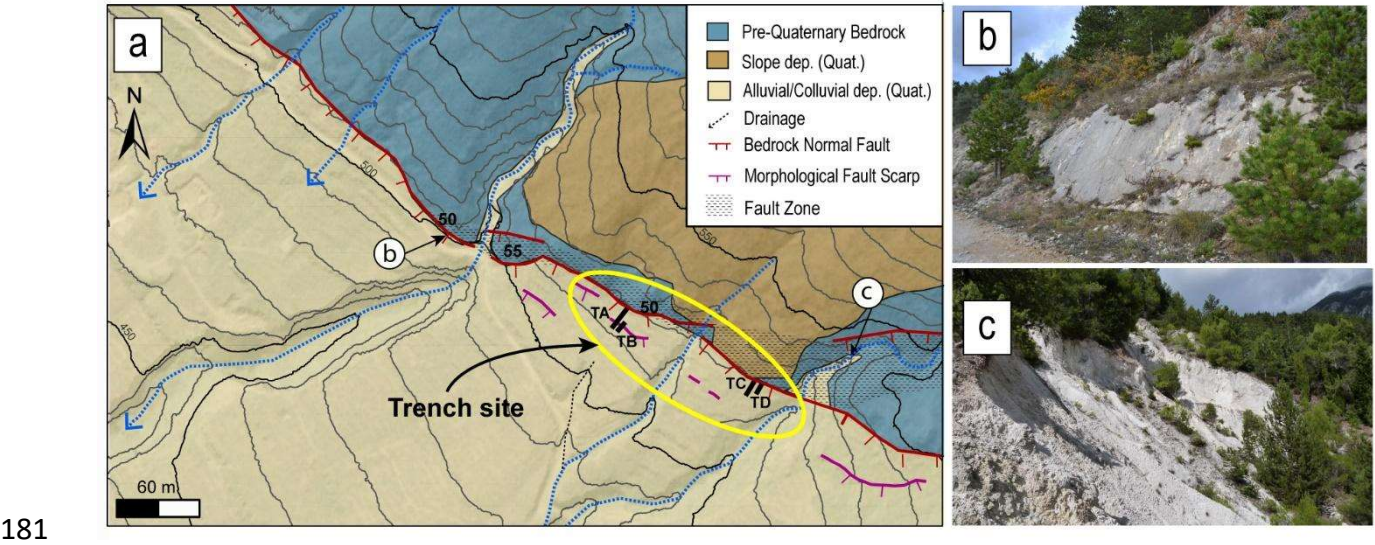 a
N
500
50
b
55
550
450
TA
TB
50
TC
TD
c
Trench site
60 m
Pre-Quaternary Bedrock
Slope dep. (Quat.)
Alluvial/Colluvial dep. (Quat.)
Drainage
Bedrock Normal Fault
Morphological Fault Scarp
Fault Zone
b
c
181